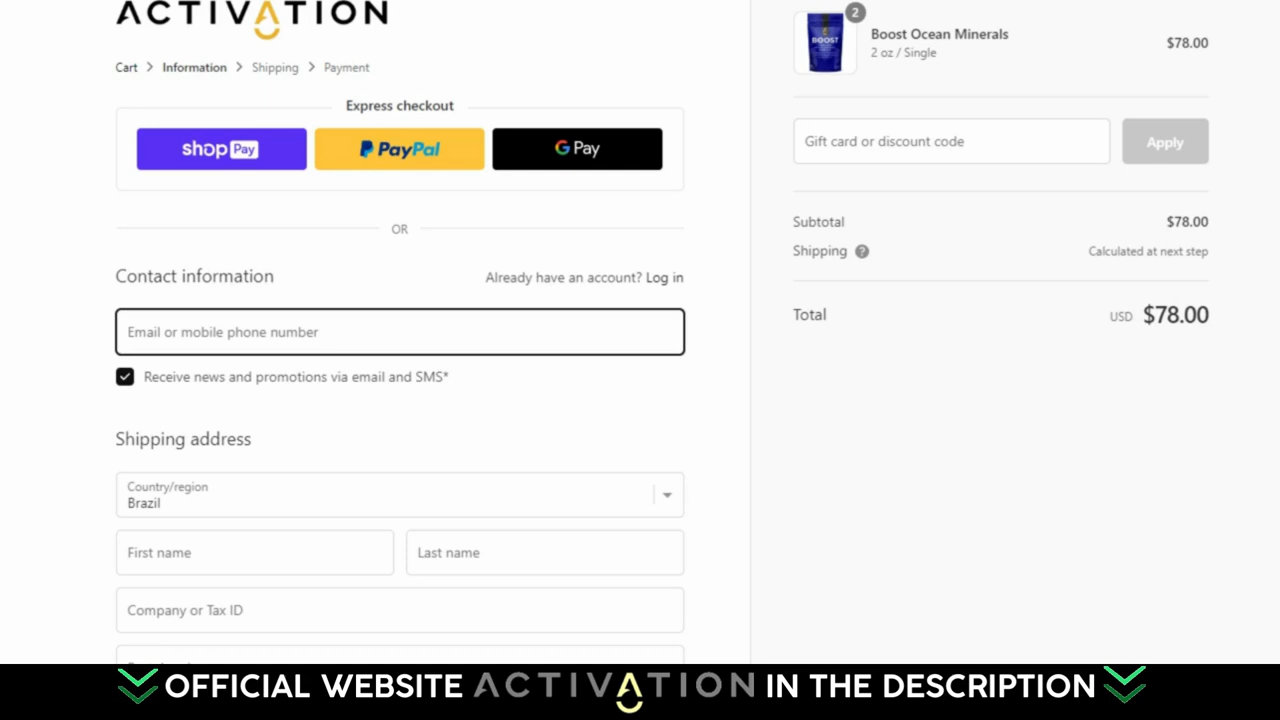 ACTIVATION
Cart > Information > Shipping > Payment
Express checkout
shop Pay
PayPal
G Pay
OR
Contact information
Already have an account? Log in
Email or mobile phone number
Receive news and promotions via email and SMS*
Shipping address
Country/region
Brazil
First name
Last name
Company or Tax ID
2
BOOST
Boost Ocean Minerals
2 oz / Single
$78.00
Gift card or discount code
Apply
Subtotal
$78.00
Shipping ?
Calculated at next step
Total
USD $78.00
OFFICIAL WEBSITE ACTIVATION IN THE DESCRIPTION